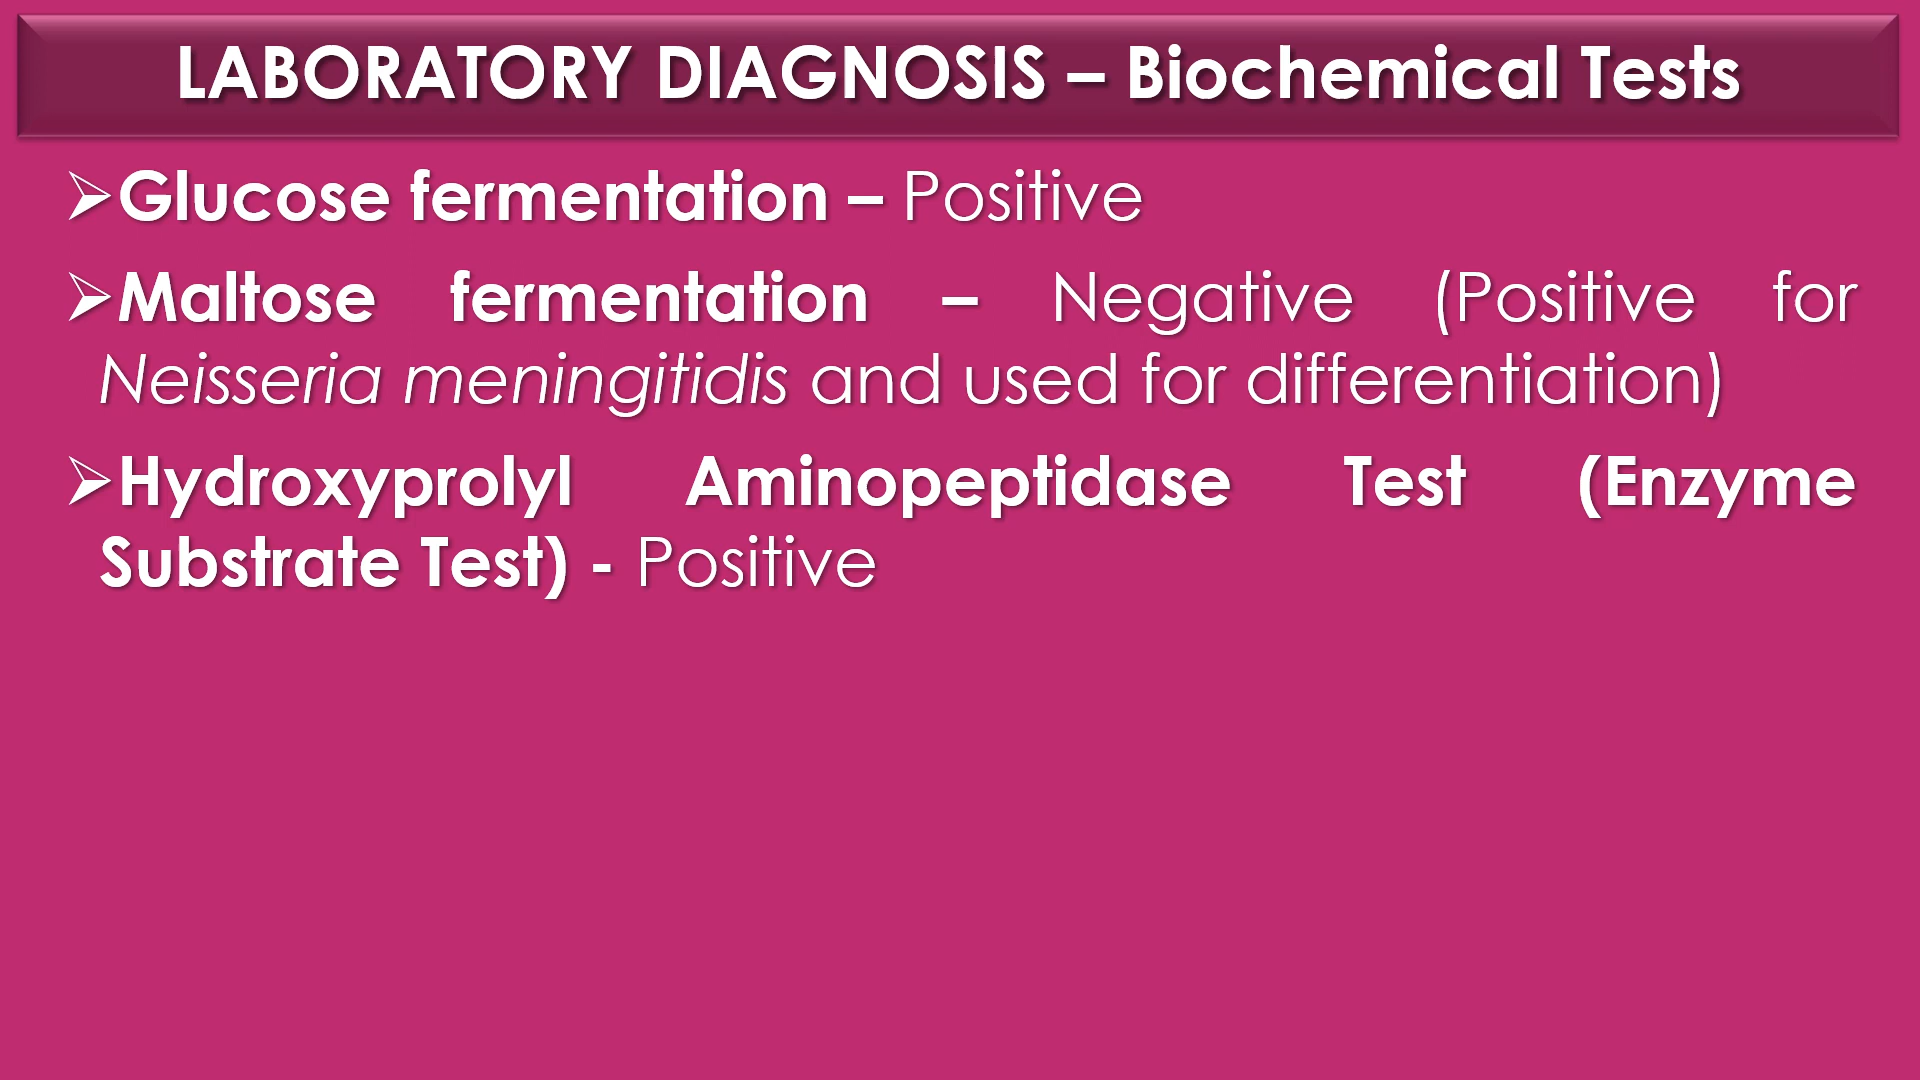 LABORATORY DIAGNOSIS – Biochemical Tests
➢Glucose fermentation – Positive
➢Maltose fermentation – Negative (Positive for
Neisseria meningitidis and used for differentiation)
➢Hydroxyprolyl Aminopeptidase Test (Enzyme
Substrate Test) - Positive